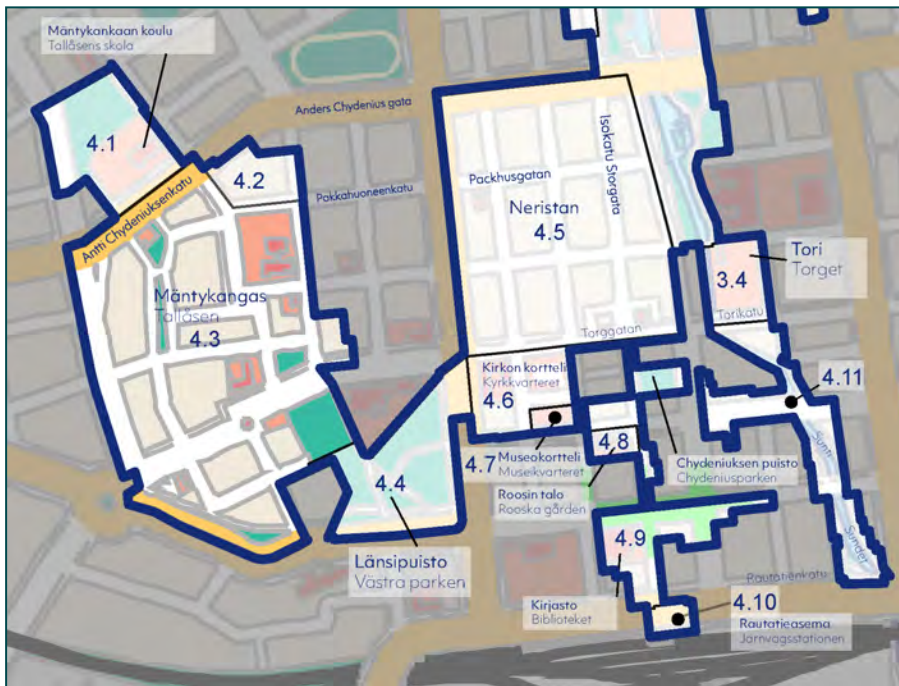 Mäntykankaan koulu
Tallåsens skola
4.1
Anders Chydenius gata
4.2
Pakkahuoneenkatu
Antti Chydeniuksenkatu
Isokatu Storgata
Packhusgatan
Neristan
4.5
Tori
Torget
3.4
Torikatu
Mäntykangas
Tallåsen
4.3
Torggatan
Kirkon kortteli
Kyrkkvarteret
4.6
4.11
4.8
4.7
Museokortteli
Museikvarteret
Chydeniuksen puisto
Chydeniusparken
Roosin talo
Rooska gården
Sunti
Sundet
4.4
Länsipuisto
Västra parken
4.9
Rautatienkatu
Kirjasto
Biblioteket
4.10
Rautatieasema
Järnvägsstationen